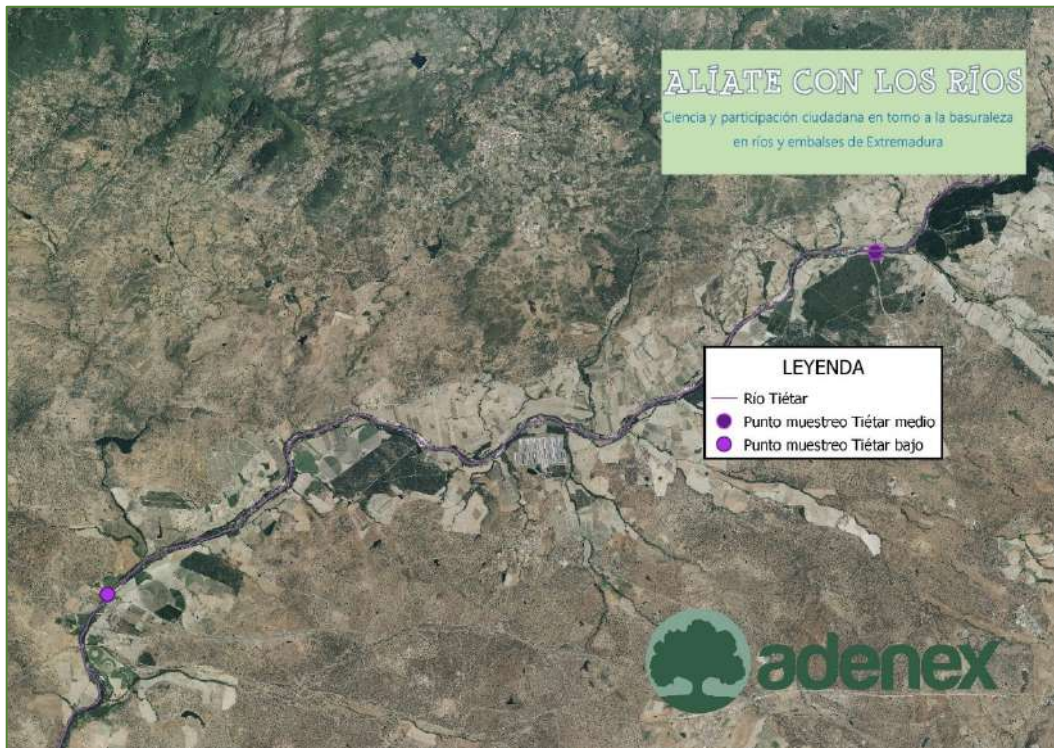 ALÍATE CON LOS RÍOS
Ciencia y participación ciudadana en torno a la basuraleza
en ríos y embalses de Extremadura
LEYENDA
Río Tiétar
Punto muestreo Tiétar medio
Punto muestreo Tiétar bajo
adenex